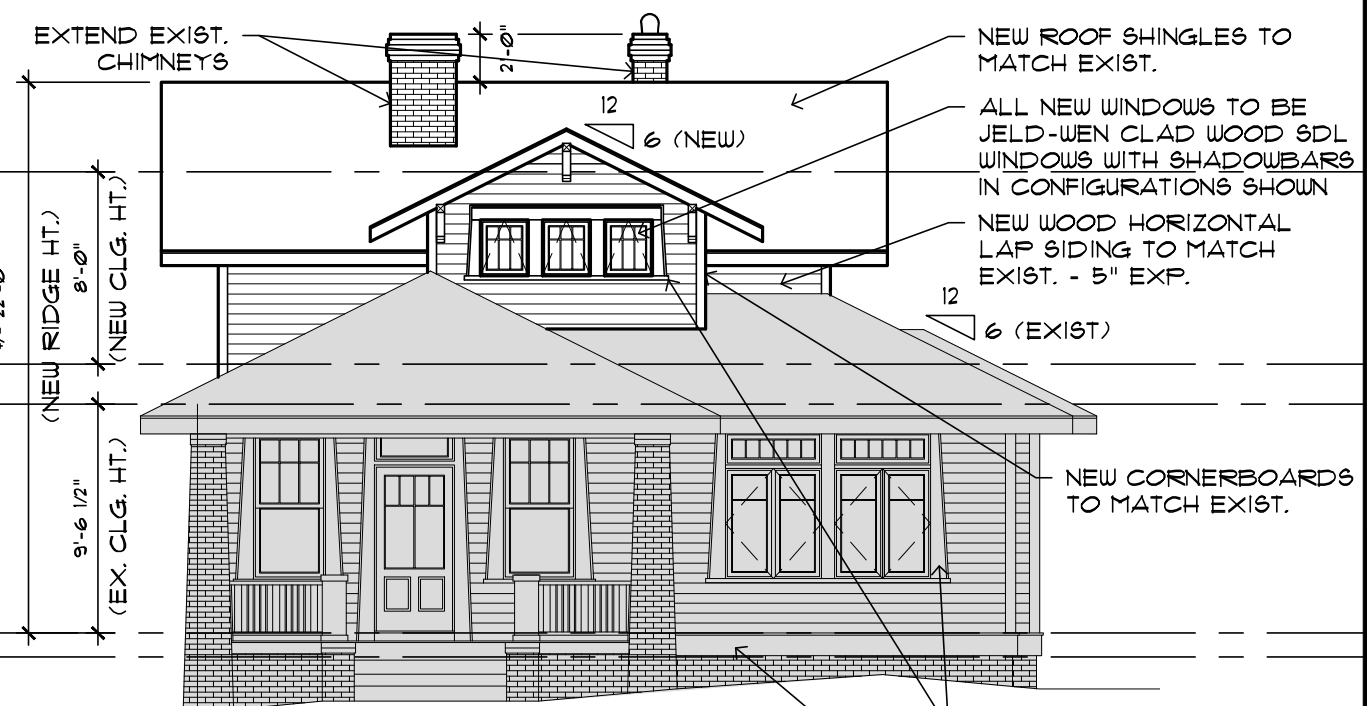 EXTEND EXIST.
CHIMNEYS
2'-0"
NEW ROOF SHINGLES TO
MATCH EXIST.
12
6 (NEW)
ALL NEW WINDOWS TO BE
JELD-WEN CLAD WOOD SDL
WINDOWS WITH SHADOWBARS
IN CONFIGURATIONS SHOWN
NEW WOOD HORIZONTAL
LAP SIDING TO MATCH
EXIST. - 5" EXP.
12
6 (EXIST)
(NEW RIDGE HT.)
8'-0"
(NEW CLG. HT.)
9'-6 1/2"
(EX. CLG. HT.)
NEW CORNERBOARDS
TO MATCH EXIST.